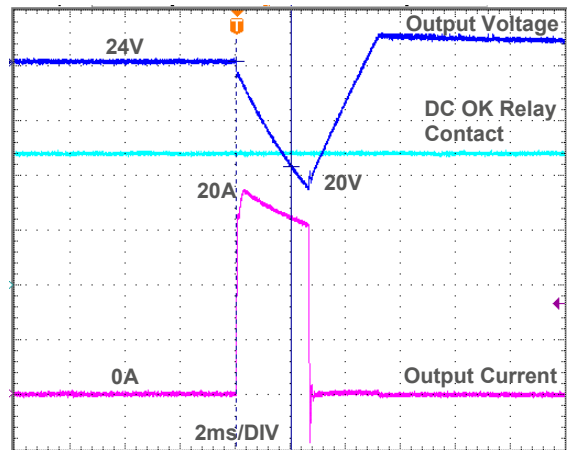 T
Output Voltage
24V
DC OK Relay
Contact
20A
20V
0A
Output Current
2ms/DIV